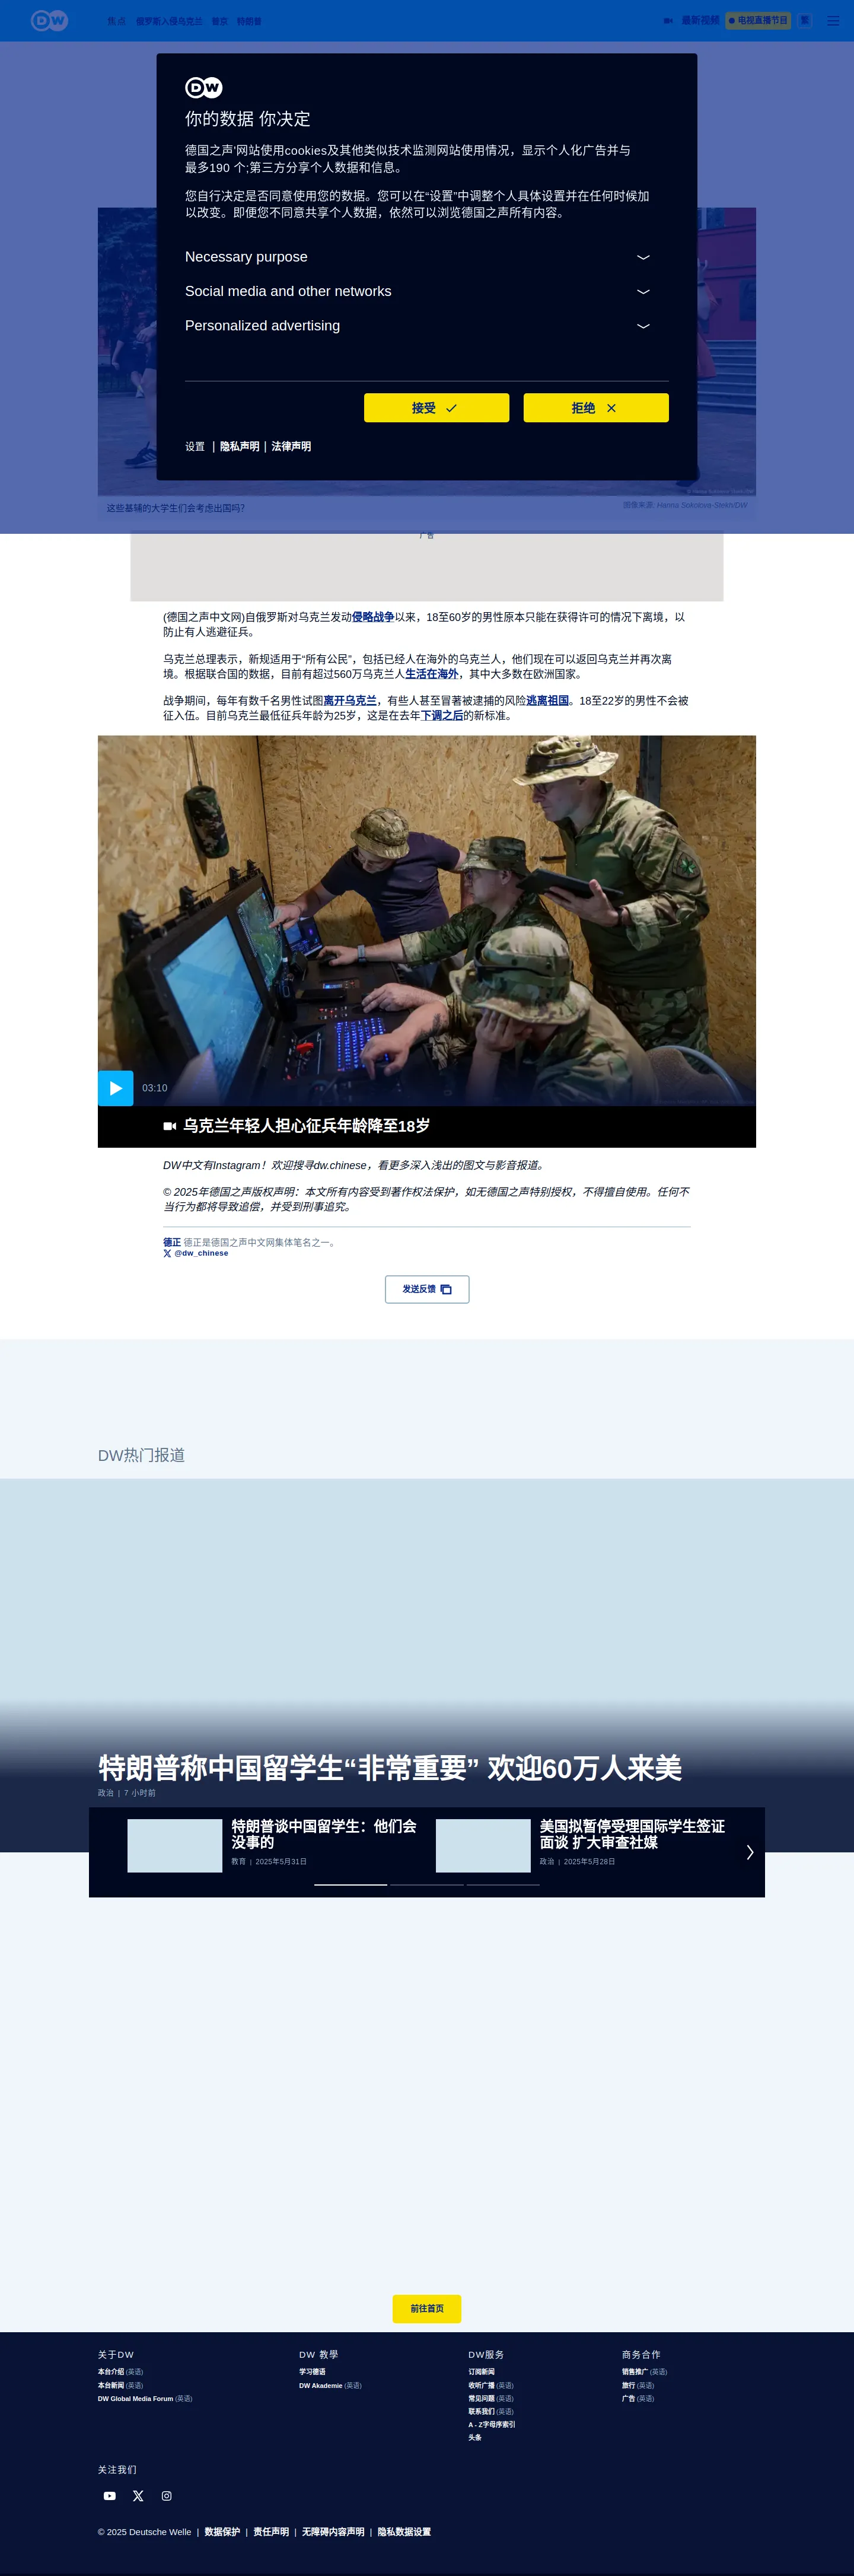 DW
焦点
俄罗斯入侵乌克兰
普京
特朗普
最新视频
电视直播节目
繁
DW
你的数据 你决定
德国之声'网站使用cookies及其他类似技术监测网站使用情况，显示个人化广告并与
最多190 个;第三方分享个人数据和信息。
您自行决定是否同意使用您的数据。您可以在“设置”中调整个人具体设置并在任何时候加
以改变。即便您不同意共享个人数据，依然可以浏览德国之声所有内容。
Necessary purpose
Social media and other networks
Personalized advertising
接受
拒绝
设置 | 隐私声明 | 法律声明
这些基辅的大学生们会考虑出国吗？
图像来源: Hanna Sokolova-Stekh/DW
广告
(德国之声中文网)自俄罗斯对乌克兰发动侵略战争以来，18至60岁的男性原本只能在获得许可的情况下离境，以
防止有人逃避征兵。
乌克兰总理表示，新规适用于“所有公民”，包括已经人在海外的乌克兰人，他们现在可以返回乌克兰并再次离
境。根据联合国的数据，目前有超过560万乌克兰人生活在海外，其中大多数在欧洲国家。
战争期间，每年有数千名男性试图离开乌克兰，有些人甚至冒著被逮捕的风险逃离祖国。18至22岁的男性不会被
征入伍。目前乌克兰最低征兵年龄为25岁，这是在去年下调之后的新标准。
03:10
乌克兰年轻人担心征兵年龄降至18岁
DW中文有Instagram！欢迎搜寻dw.chinese，看更多深入浅出的图文与影音报道。
© 2025年德国之声版权声明：本文所有内容受到著作权法保护，如无德国之声特别授权，不得擅自使用。任何不
当行为都将导致追偿，并受到刑事追究。
德正 德正是德国之声中文网集体笔名之一。
@dw_chinese
发送反馈
DW热门报道
特朗普称中国留学生“非常重要” 欢迎60万人来美
政治 | 7 小时前
特朗普谈中国留学生：他们会
没事的
教育 | 2025年5月31日
美国拟暂停受理国际学生签证
面谈 扩大审查社媒
政治 | 2025年5月28日
前往首页
关于DW
本台介绍 (英语)
本台新闻 (英语)
DW Global Media Forum (英语)
DW 教學
学习德语
DW Akademie (英语)
DW服务
订阅新闻
收听广播 (英语)
常见问题 (英语)
联系我们 (英语)
A - Z字母序索引
头条
商务合作
销售推广 (英语)
旅行 (英语)
广告 (英语)
关注我们
© 2025 Deutsche Welle | 数据保护 | 责任声明 | 无障碍内容声明 | 隐私数据设置